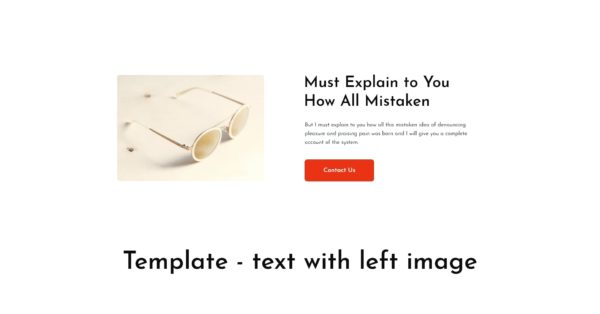 Must Explain to You
How All Mistaken
But I must explain to you how all this mistaken idea of denouncing
pleasure and praising pain was born and I will give you a complete
account of the system
Contact Us
Template - text with left image